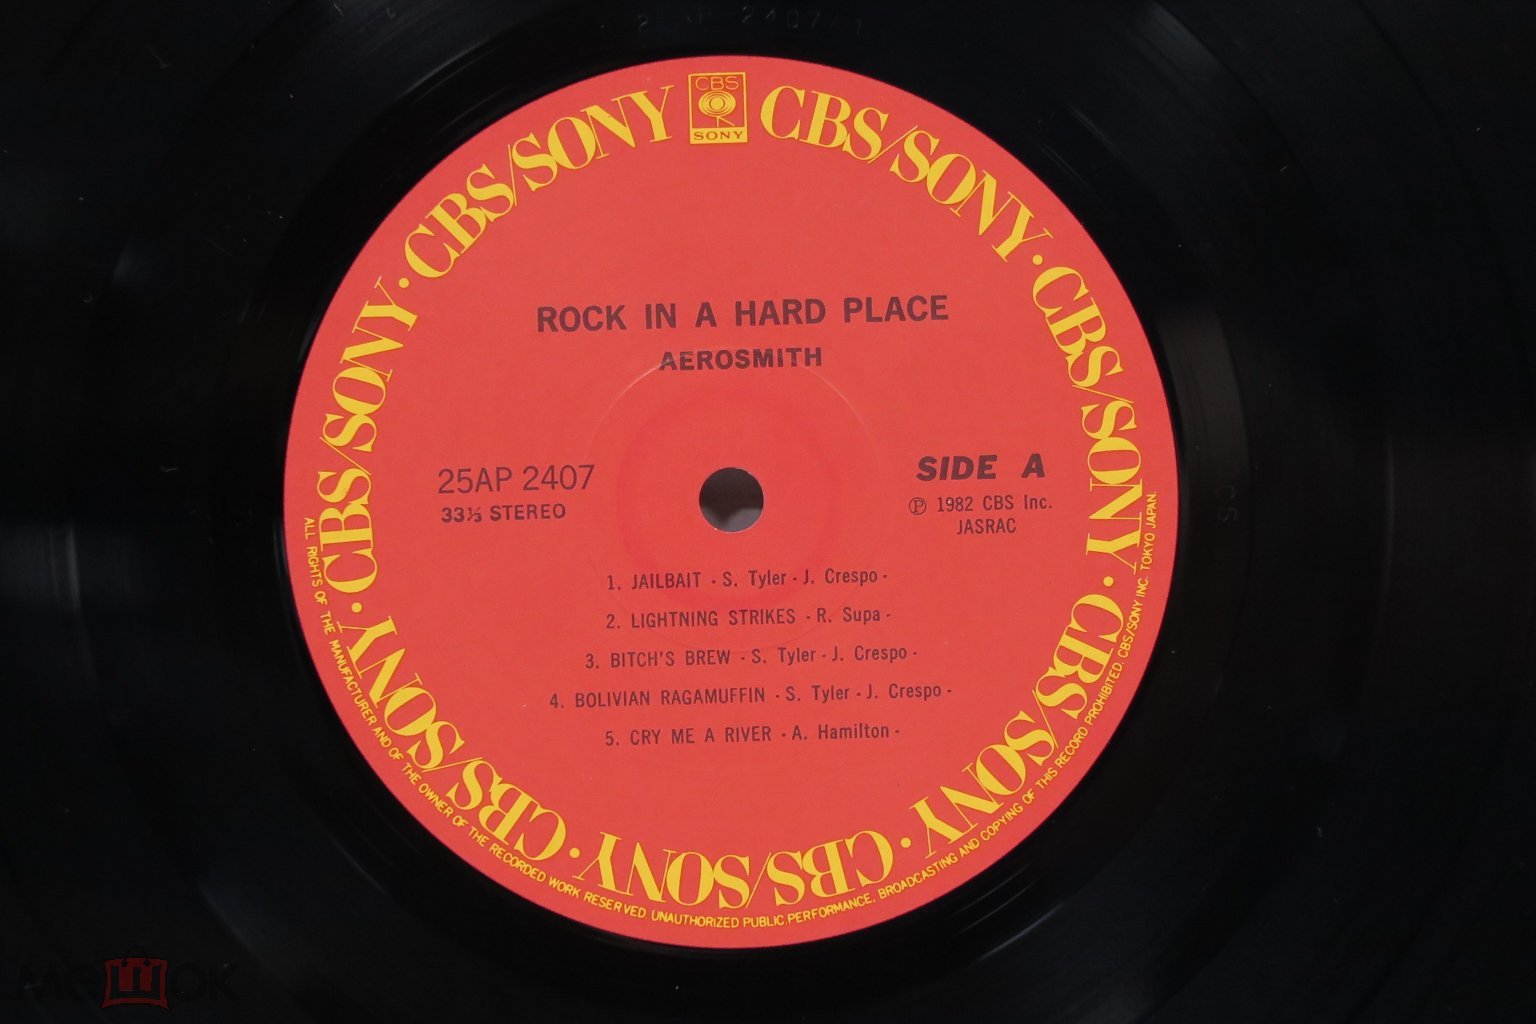 CBS
SONY
CBS/SONY · CBS/SONY · CBS/SONY · CBS/SONY · CBS/SONY · CBS/SONY · CBS/SONY · CBS/SONY
ROCK IN A HARD PLACE
AEROSMITH
25AP 2407
33⅓ STEREO
SIDE A
Ⓟ 1982 CBS Inc.
JASRAC
1. JAILBAIT - S. Tyler - J. Crespo -
2. LIGHTNING STRIKES - R. Supa -
3. BITCH'S BREW - S. Tyler - J. Crespo -
4. BOLIVIAN RAGAMUFFIN - S. Tyler - J. Crespo -
5. CRY ME A RIVER - A. Hamilton -
ALL RIGHTS OF THE MANUFACTURER AND OF THE OWNER OF THE RECORDED WORK RESERVED. UNAUTHORIZED PUBLIC PERFORMANCE, BROADCASTING AND COPYING OF THIS RECORD PROHIBITED. CBS/SONY INC. TOKYO JAPAN.
мешок